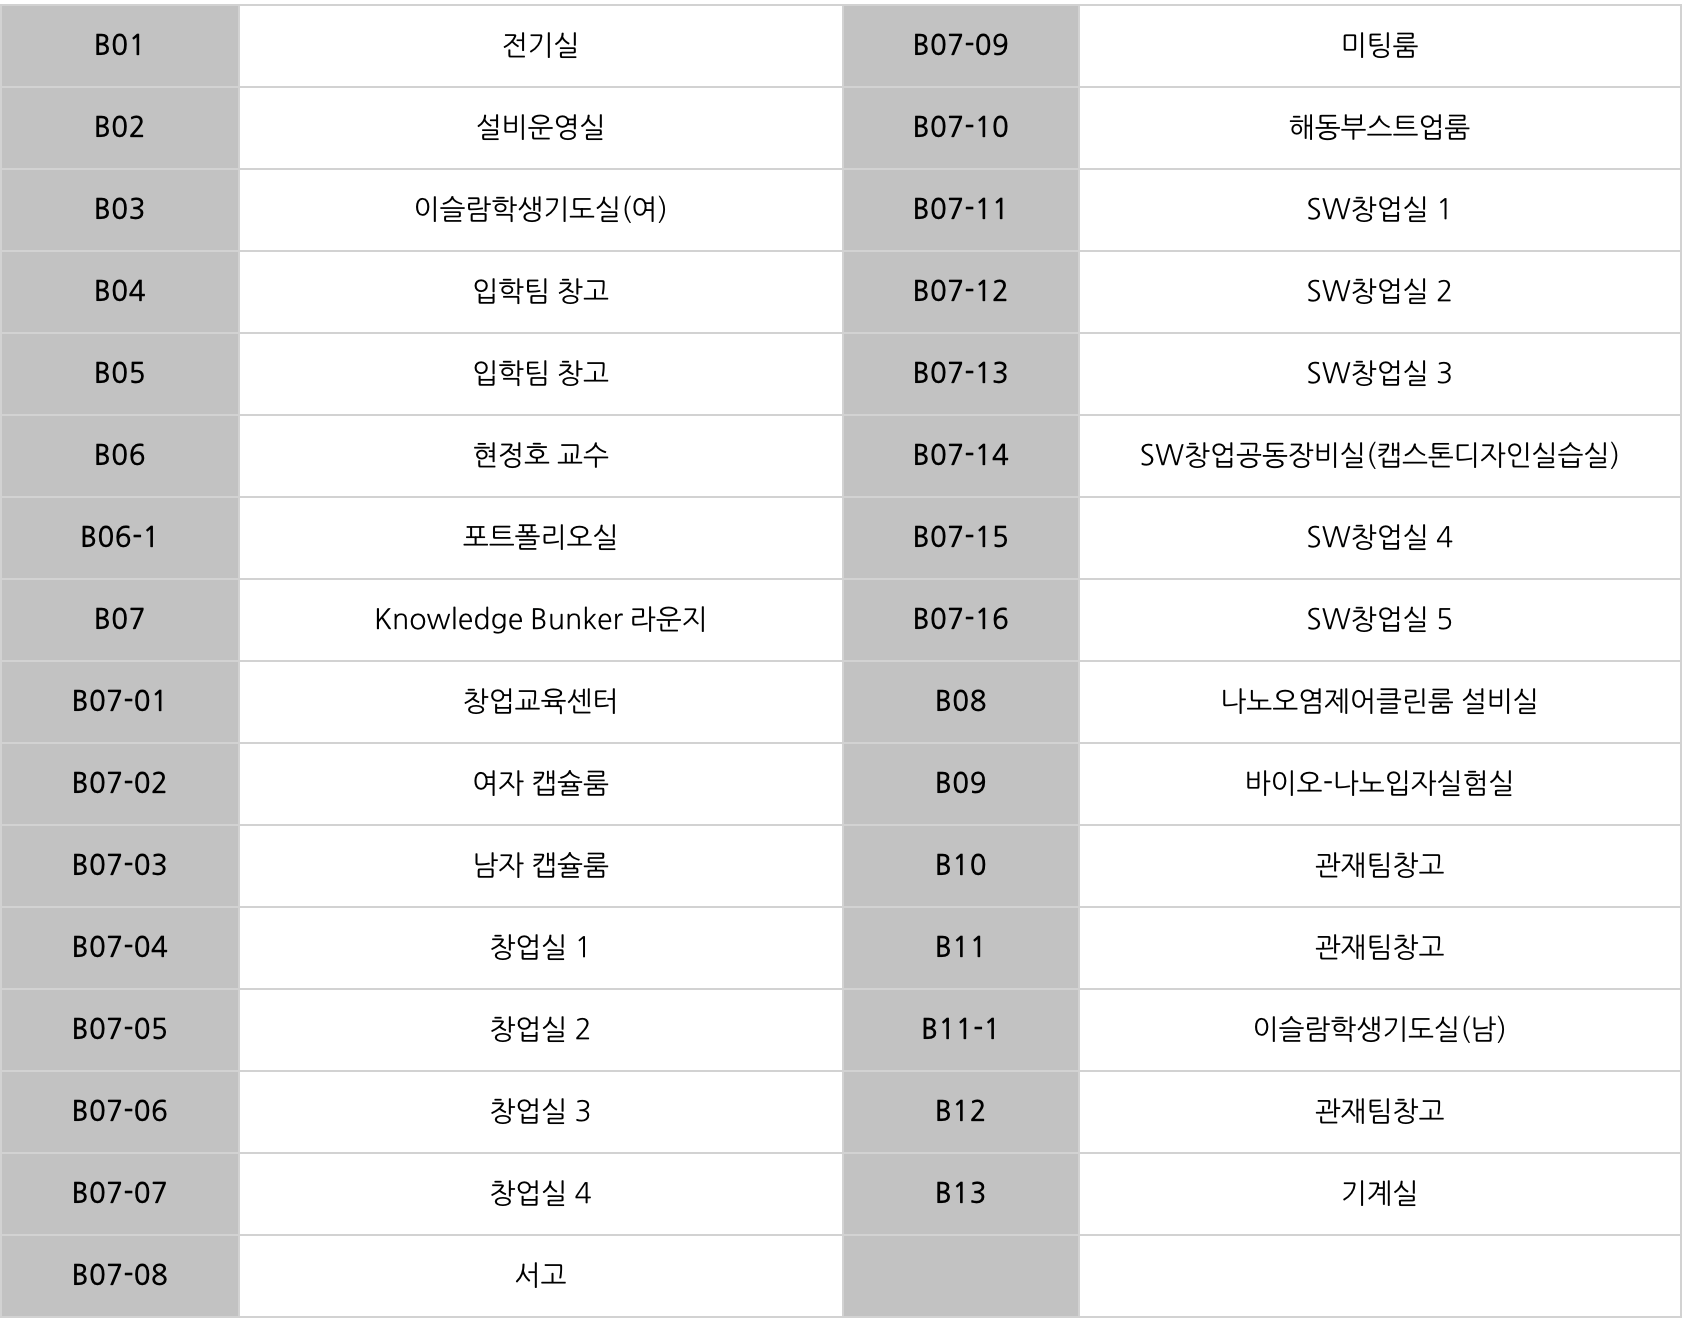 B01 전기실 B07-09 미팅룸
B02 설비운영실 B07-10 해동부스트업룸
B03 이슬람학생기도실(여) B07-11 SW창업실 1
B04 입학팀 창고 B07-12 SW창업실 2
B05 입학팀 창고 B07-13 SW창업실 3
B06 현정호 교수 B07-14 SW창업공동장비실(캡스톤디자인실습실)
B06-1 포트폴리오실 B07-15 SW창업실 4
B07 Knowledge Bunker 라운지 B07-16 SW창업실 5
B07-01 창업교육센터 B08 나노오염제어클린룸 설비실
B07-02 여자 캡슐룸 B09 바이오-나노입자실험실
B07-03 남자 캡슐룸 B10 관재팀창고
B07-04 창업실 1 B11 관재팀창고
B07-05 창업실 2 B11-1 이슬람학생기도실(남)
B07-06 창업실 3 B12 관재팀창고
B07-07 창업실 4 B13 기계실
B07-08 서고